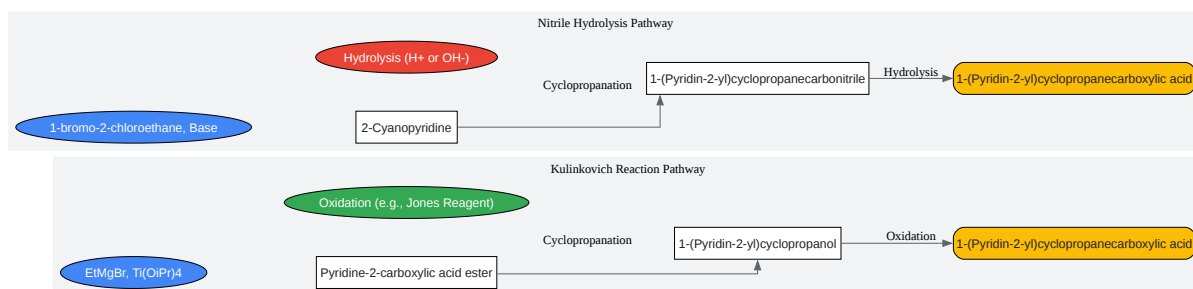 Nitrile Hydrolysis Pathway
Hydrolysis (H+ or OH-)
Cyclopropanation
1-(Pyridin-2-yl)cyclopropanecarbonitrile
Hydrolysis
1-(Pyridin-2-yl)cyclopropanecarboxylic acid
1-bromo-2-chloroethane, Base
2-Cyanopyridine
Kulinkovich Reaction Pathway
Oxidation (e.g., Jones Reagent)
Cyclopropanation
1-(Pyridin-2-yl)cyclopropanol
Oxidation
1-(Pyridin-2-yl)cyclopropanecarboxylic acid
EtMgBr, Ti(OiPr)4
Pyridine-2-carboxylic acid ester